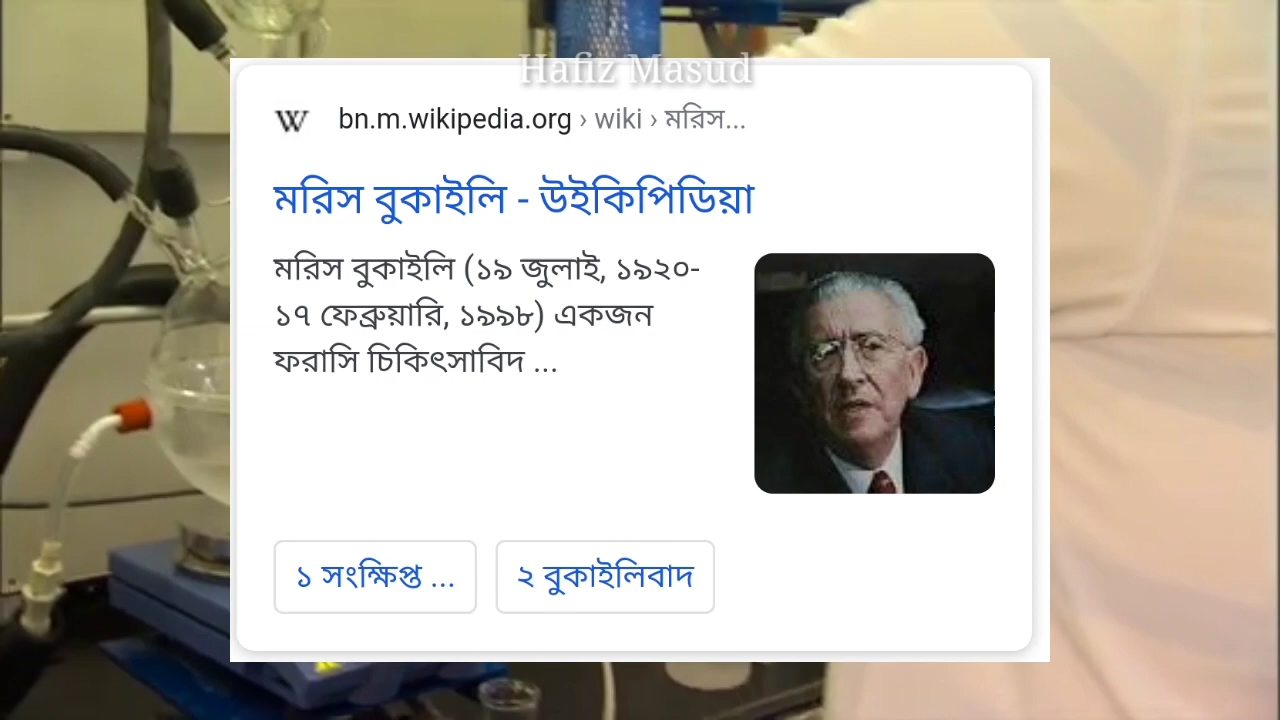 Hafiz Masud
W bn.m.wikipedia.org › wiki › মরিস...
মরিস বুকাইলি - উইকিপিডিয়া
মরিস বুকাইলি (১৯ জুলাই, ১৯২০-
১৭ ফেব্রুয়ারি, ১৯৯৮) একজন
ফরাসি চিকিৎসাবিদ ...
১ সংক্ষিপ্ত ...
২ বুকাইলিবাদ